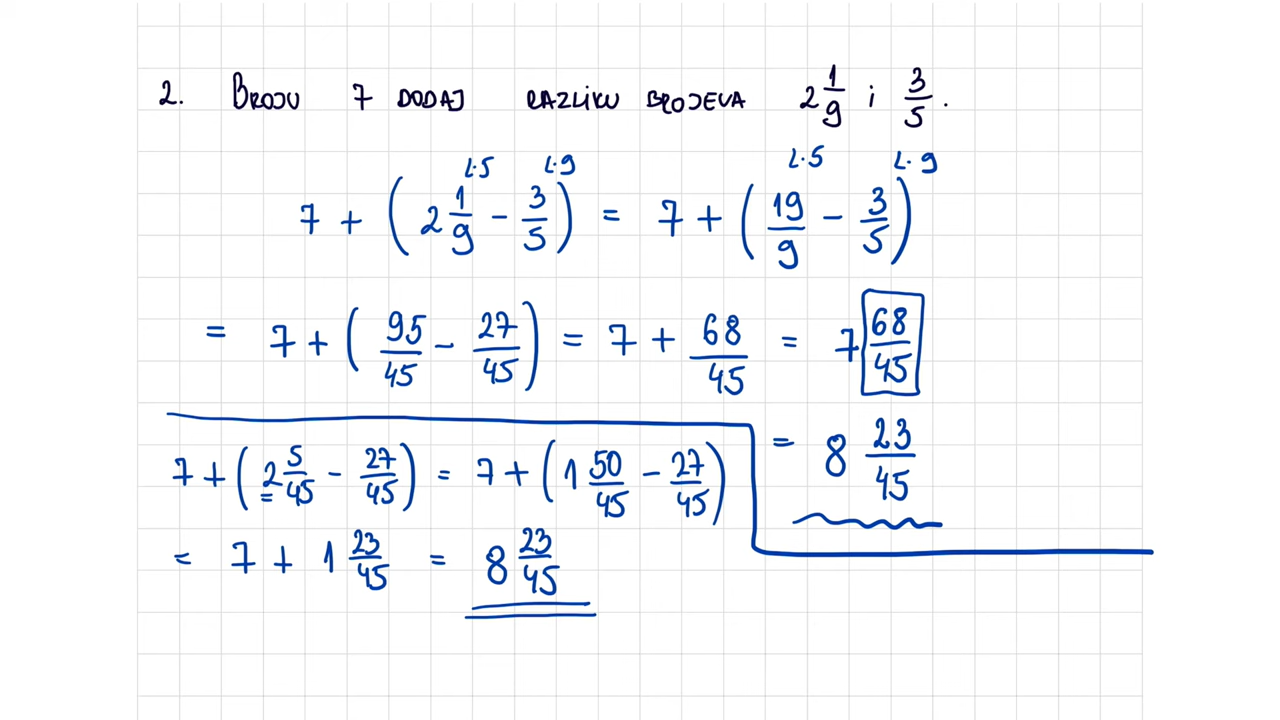 2. BROJU 7 DODAJ RAZLIKU BROJEVA 2 1/9 i 3/5.
L·5 L·9 L·5 L·9
7 + (2 1/9 − 3/5) = 7 + (19/9 − 3/5)
= 7 + (95/45 − 27/45) = 7 + 68/45 = 7 68/45
= 8 23/45
7 + (2 5/45 − 27/45) = 7 + (1 50/45 − 27/45)
= 7 + 1 23/45 = 8 23/45